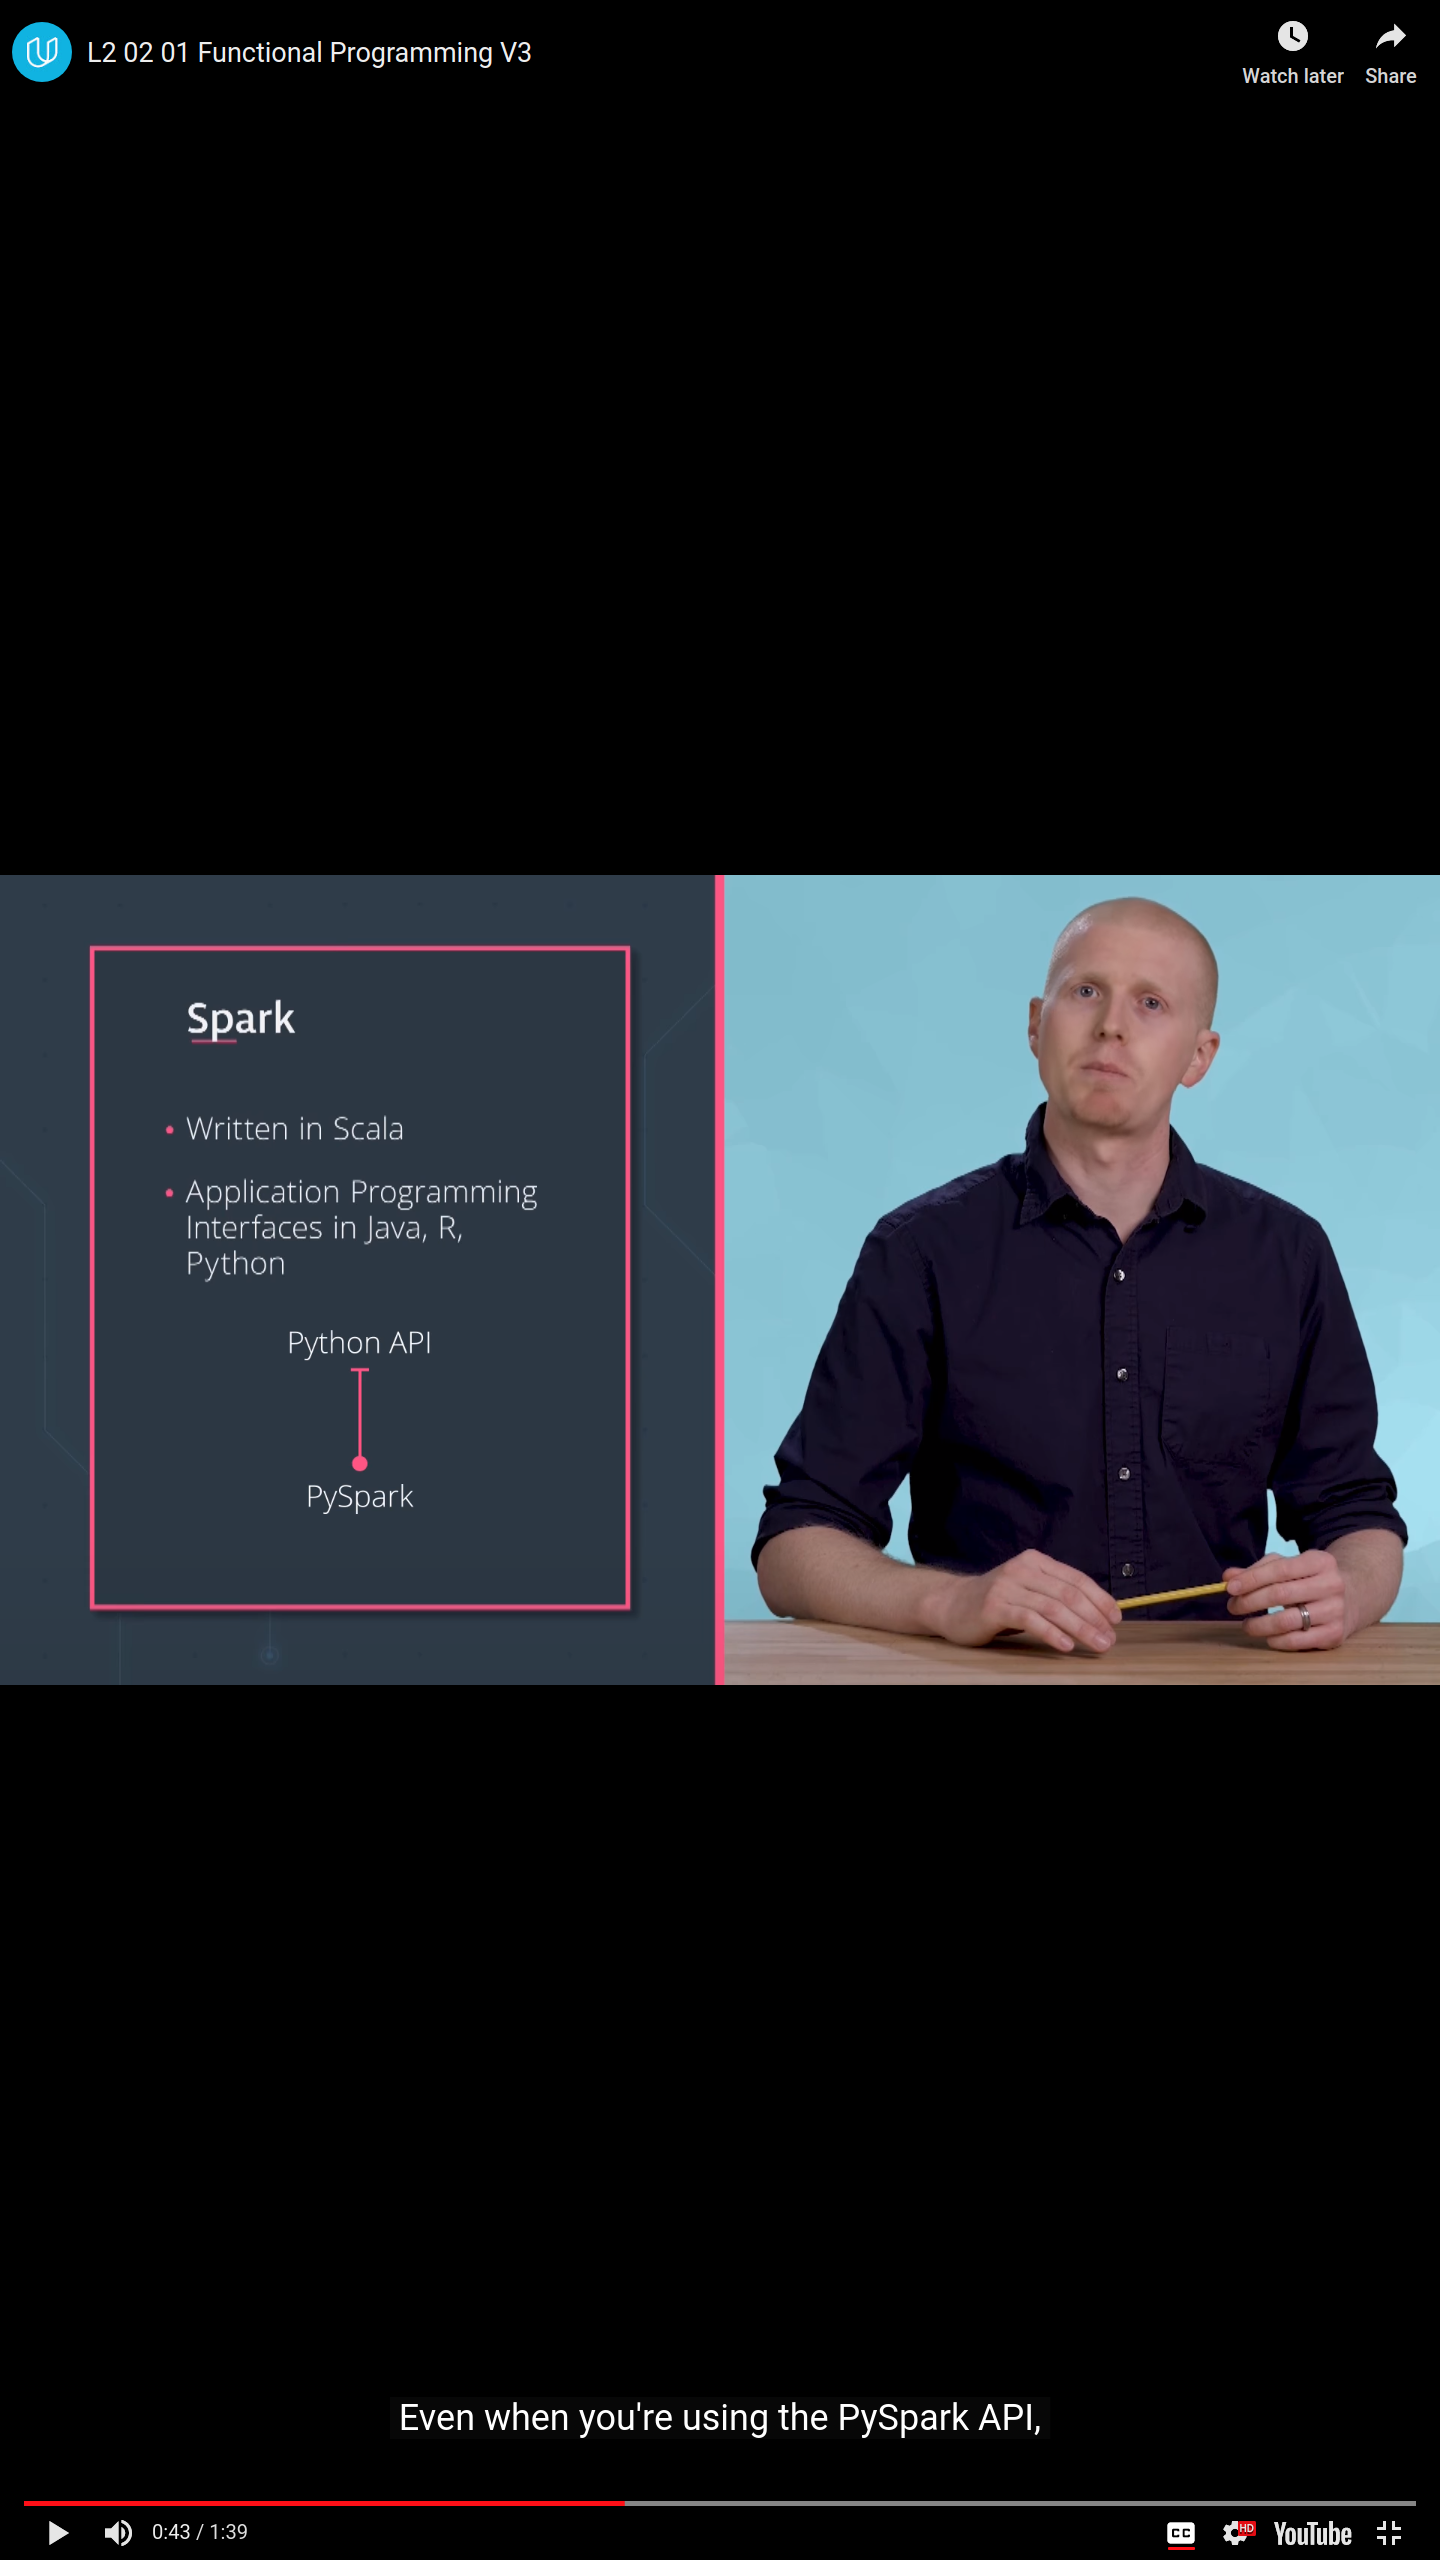 L2 02 01 Functional Programming V3
Watch later
Share
Spark
• Written in Scala
• Application Programming
Interfaces in Java, R,
Python
Python API
PySpark
Even when you're using the PySpark API,
0:43 / 1:39
CC
HD
YouTube